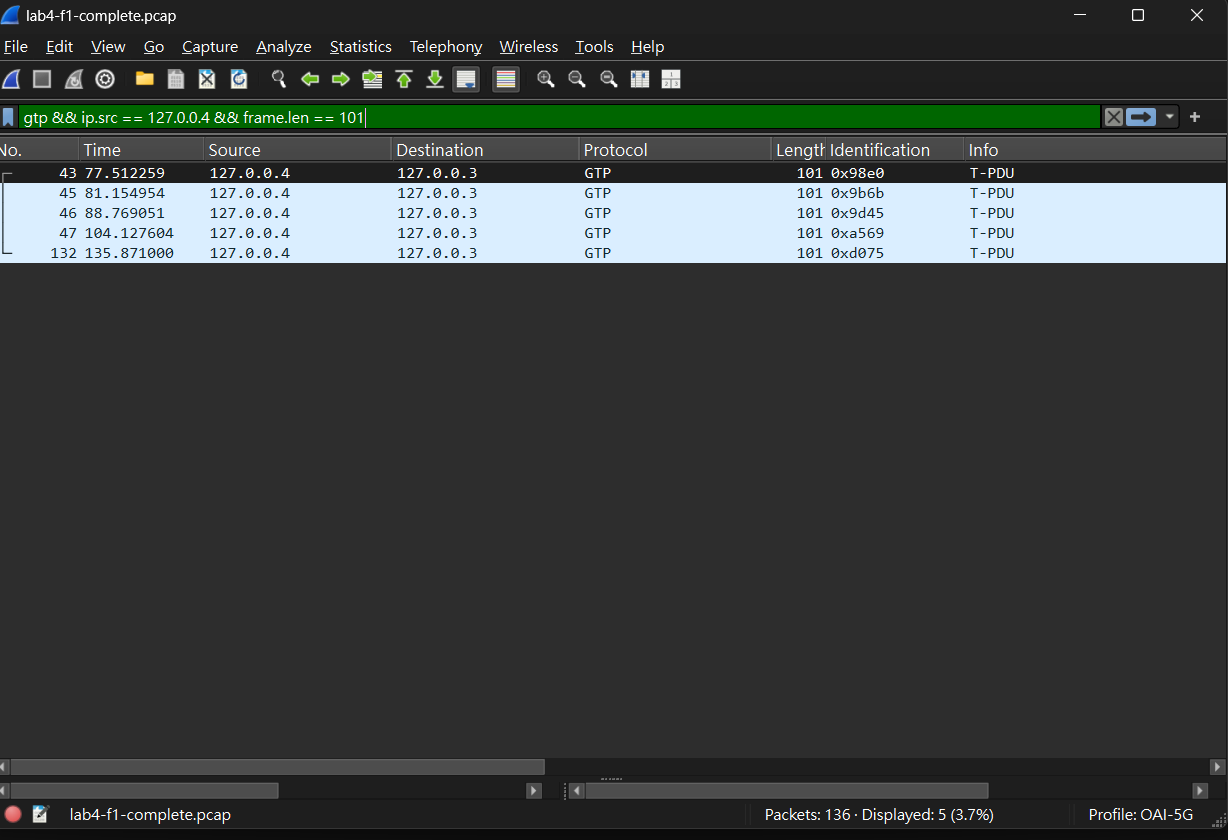 lab4-f1-complete.pcap
File Edit View Go Capture Analyze Statistics Telephony Wireless Tools Help
gtp && ip.src == 127.0.0.4 && frame.len == 101
No. Time Source Destination Protocol Length Identification Info
43 77.512259 127.0.0.4 127.0.0.3 GTP 101 0x98e0 T-PDU
45 81.154954 127.0.0.4 127.0.0.3 GTP 101 0x9b6b T-PDU
46 88.769051 127.0.0.4 127.0.0.3 GTP 101 0x9d45 T-PDU
47 104.127604 127.0.0.4 127.0.0.3 GTP 101 0xa569 T-PDU
132 135.871000 127.0.0.4 127.0.0.3 GTP 101 0xd075 T-PDU
lab4-f1-complete.pcap Packets: 136 · Displayed: 5 (3.7%) Profile: OAI-5G